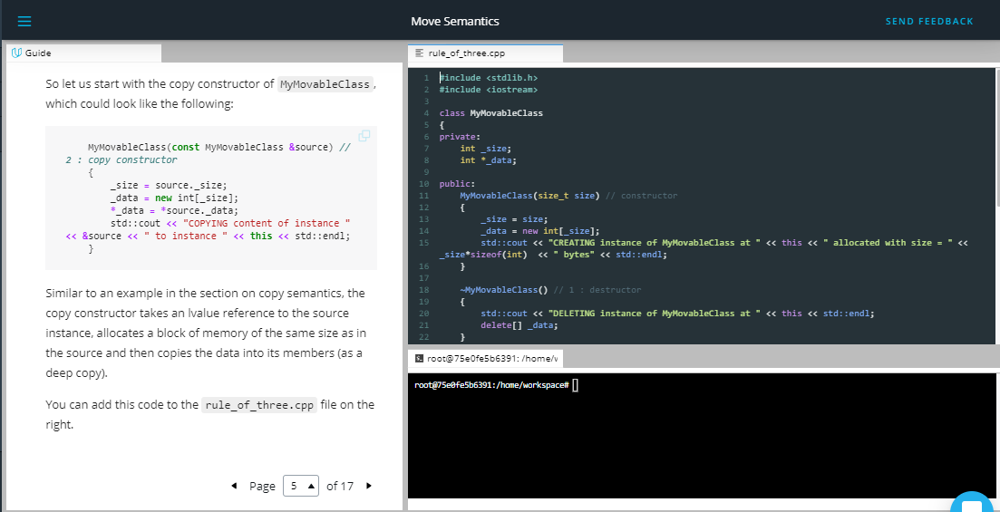 Move Semantics
SEND FEEDBACK
Guide
So let us start with the copy constructor of MyMovableClass ,
which could look like the following:
MyMovableClass(const MyMovableClass &source) //
2 : copy constructor
{
_size = source._size;
_data = new int[_size];
*_data = *source._data;
std::cout << "COPYING content of instance "
<< &source << " to instance " << this << std::endl;
}
Similar to an example in the section on copy semantics, the
copy constructor takes an lvalue reference to the source
instance, allocates a block of memory of the same size as in
the source and then copies the data into its members (as a
deep copy).
You can add this code to the rule_of_three.cpp file on the
right.
Page 5 of 17
rule_of_three.cpp
1 #include <stdlib.h>
2 #include <iostream>
3
4 class MyMovableClass
5 {
6 private:
7 int _size;
8 int *_data;
9
10 public:
11 MyMovableClass(size_t size) // constructor
12 {
13 _size = size;
14 _data = new int[_size];
15 std::cout << "CREATING instance of MyMovableClass at " << this << " allocated with size = " <<
_size*sizeof(int) << " bytes" << std::endl;
16 }
17
18 ~MyMovableClass() // 1 : destructor
19 {
20 std::cout << "DELETING instance of MyMovableClass at " << this << std::endl;
21 delete[] _data;
22 }
root@75e0fe5b6391: /home/w
root@75e0fe5b6391:/home/workspace#